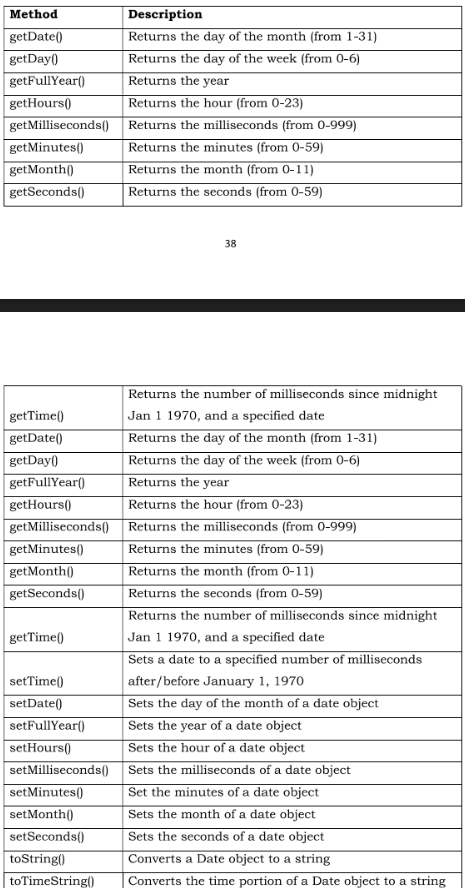 Method Description
getDate() Returns the day of the month (from 1-31)
getDay() Returns the day of the week (from 0-6)
getFullYear() Returns the year
getHours() Returns the hour (from 0-23)
getMilliseconds() Returns the milliseconds (from 0-999)
getMinutes() Returns the minutes (from 0-59)
getMonth() Returns the month (from 0-11)
getSeconds() Returns the seconds (from 0-59)
38
Returns the number of milliseconds since midnight
getTime() Jan 1 1970, and a specified date
getDate() Returns the day of the month (from 1-31)
getDay() Returns the day of the week (from 0-6)
getFullYear() Returns the year
getHours() Returns the hour (from 0-23)
getMilliseconds() Returns the milliseconds (from 0-999)
getMinutes() Returns the minutes (from 0-59)
getMonth() Returns the month (from 0-11)
getSeconds() Returns the seconds (from 0-59)
Returns the number of milliseconds since midnight
getTime() Jan 1 1970, and a specified date
Sets a date to a specified number of milliseconds
setTime() after/before January 1, 1970
setDate() Sets the day of the month of a date object
setFullYear() Sets the year of a date object
setHours() Sets the hour of a date object
setMilliseconds() Sets the milliseconds of a date object
setMinutes() Set the minutes of a date object
setMonth() Sets the month of a date object
setSeconds() Sets the seconds of a date object
toString() Converts a Date object to a string
toTimeString() Converts the time portion of a Date object to a string